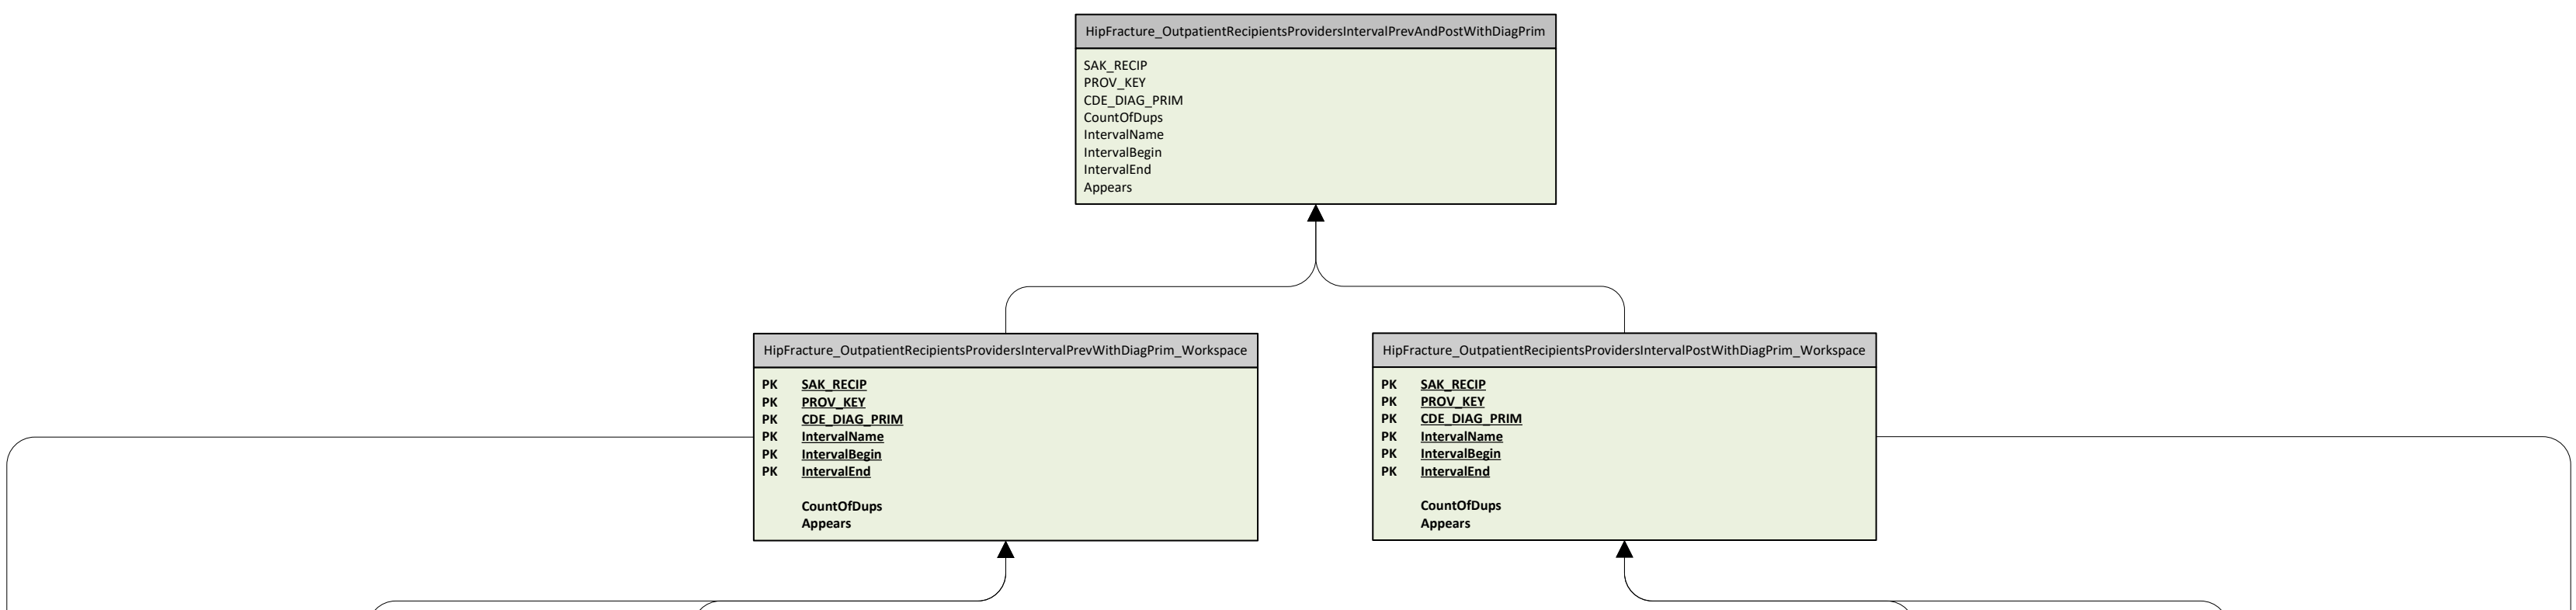 HipFracture_OutpatientRecipientsProvidersIntervalPrevAndPostWithDiagPrim
SAK_RECIP
PROV_KEY
CDE_DIAG_PRIM
CountOfDups
IntervalName
IntervalBegin
IntervalEnd
Appears
HipFracture_OutpatientRecipientsProvidersIntervalPrevWithDiagPrim_Workspace
PK SAK_RECIP
PK PROV_KEY
PK CDE_DIAG_PRIM
PK IntervalName
PK IntervalBegin
PK IntervalEnd
CountOfDups
Appears
HipFracture_OutpatientRecipientsProvidersIntervalPostWithDiagPrim_Workspace
PK SAK_RECIP
PK PROV_KEY
PK CDE_DIAG_PRIM
PK IntervalName
PK IntervalBegin
PK IntervalEnd
CountOfDups
Appears